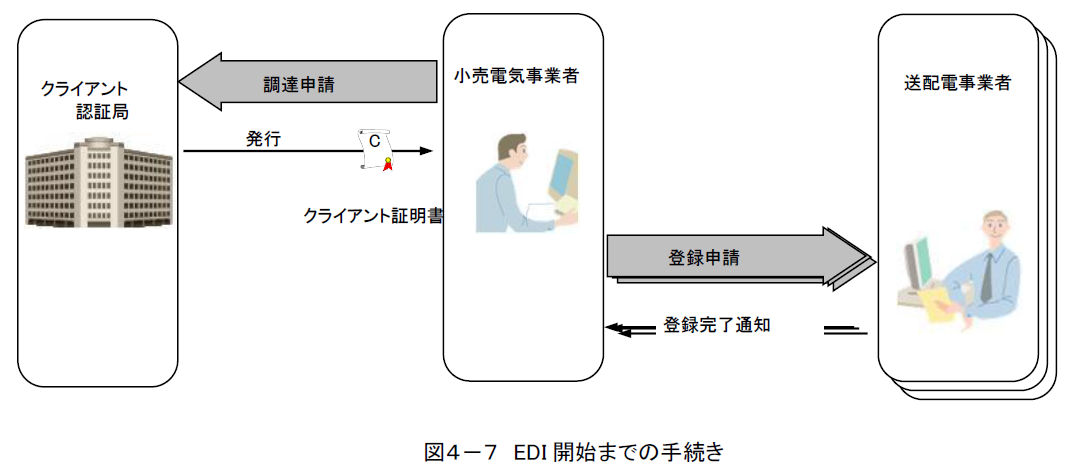 クライアント
認証局
調達申請
発行
C
クライアント証明書
小売電気事業者
登録申請
登録完了通知
送配電事業者
図４－７ EDI 開始までの手続き